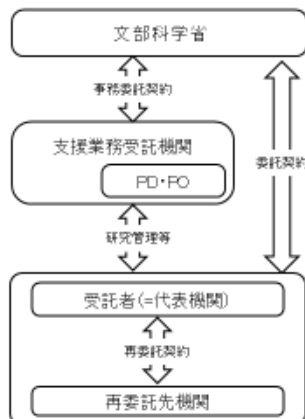 文部科学省
事務委託契約
支援業務受託機関
PD・PO
委託契約
研究管理等
受託者(=代表機関)
再委託契約
再委託先機関